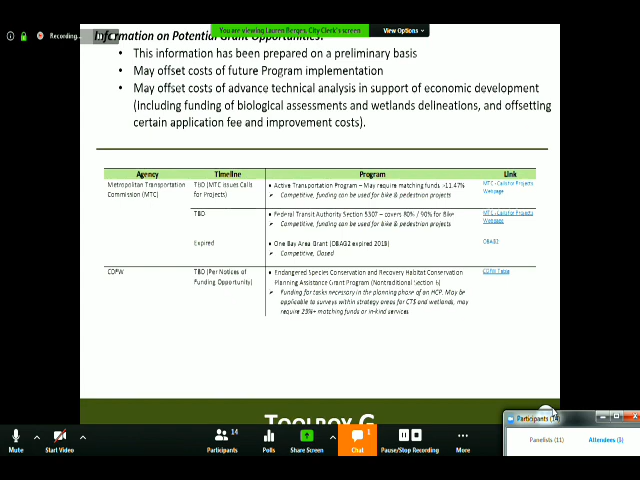 Recording...
Information on Potential Grant Opportunities:
You are viewing Lauren Berges, City Clerk's screen
View Options
• This information has been prepared on a preliminary basis
• May offset costs of future Program implementation
• May offset costs of advance technical analysis in support of economic development
(including funding of biological assessments and wetlands delineations, and offsetting
certain application fee and improvement costs).
Agency Timeline Program Link
Metropolitan Transportation
Commission (MTC)
TBD (MTC issues Calls
for Projects)
• Active Transportation Program – May require matching funds >11.47%
➤ Competitive, funding can be used for bike & pedestrian projects
MTC - Calls for Projects
Webpage
TBD
• Federal Transit Authority Section 5307 – covers 80% / 90% for Bike
➤ Competitive, funding can be used for bike & pedestrian projects
MTC - Calls for Projects
Webpage
Expired
• One Bay Area Grant (OBAG2 expired 2018)
➤ Competitive, Closed
OBAG2
CDFW
TBD (Per Notices of
Funding Opportunity)
• Endangered Species Conservation and Recovery Habitat Conservation
Planning Assistance Grant Program (Nontraditional Section 6)
➤ Funding for tasks necessary in the planning phase of an HCP. May be
applicable to surveys within strategy areas for CTS and wetlands, may
require 25%+ matching funds or in-kind services
CDFW
TOOLBOX G
Participants (14)
Panelists (11) Attendees (3)
14
1
Mute Start Video Participants Polls Share Screen Chat Pause/Stop Recording More